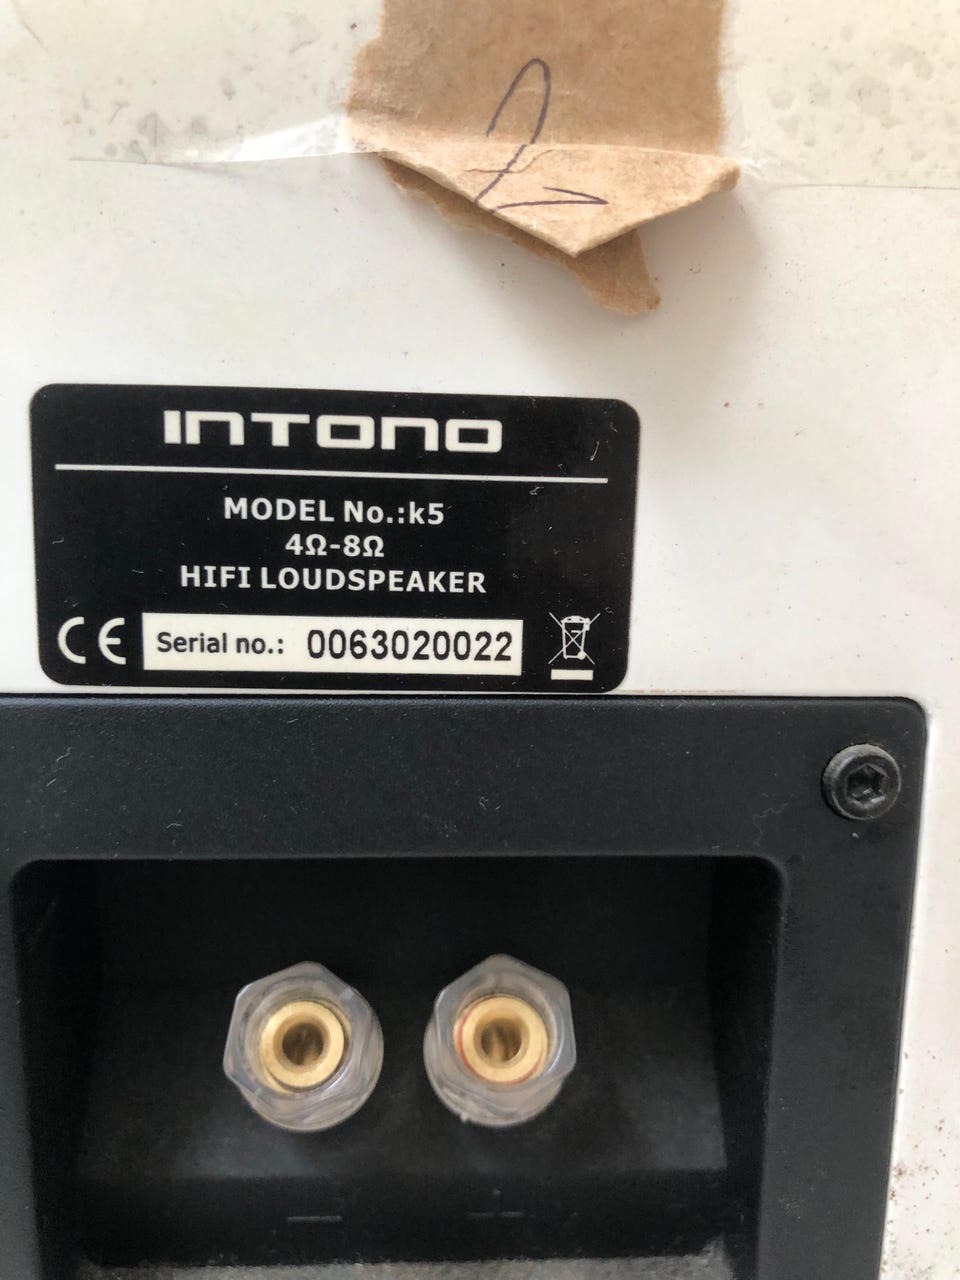 2
INTONO
MODEL No.:k5
4Ω-8Ω
HIFI LOUDSPEAKER
CE Serial no.: 0063020022
- +